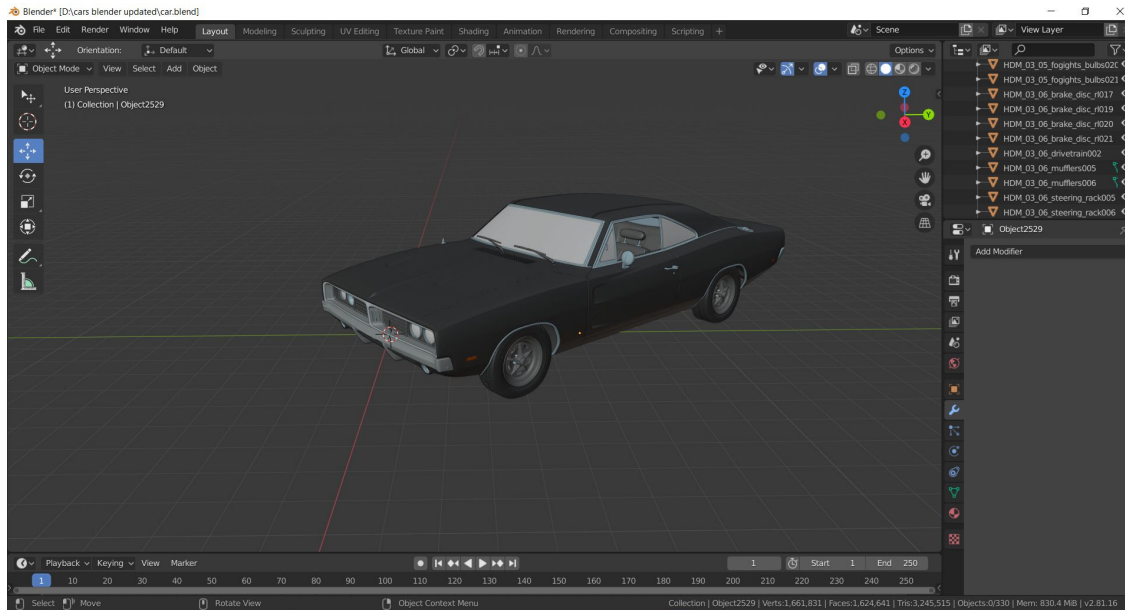 Blender* [D:\cars blender updated\car.blend]
File Edit Render Window Help Layout Modeling Sculpting UV Editing Texture Paint Shading Animation Rendering Compositing Scripting + Scene View Layer
Orientation: Default Global Options
Object Mode View Select Add Object
User Perspective
(1) Collection | Object2529
Z
Y
X
HDM_03_05_fogights_bulbs020
HDM_03_05_fogights_bulbs021
HDM_03_06_brake_disc_rl017
HDM_03_06_brake_disc_rl019
HDM_03_06_brake_disc_rl020
HDM_03_06_brake_disc_rl021
HDM_03_06_drivetrain002
HDM_03_06_mufflers005
HDM_03_06_mufflers006
HDM_03_06_steering_rack005
HDM_03_06_steering_rack006
Object2529
Add Modifier
Playback Keying View Marker 1 Start 1 End 250
1 10 20 30 40 50 60 70 80 90 100 110 120 130 140 150 160 170 180 190 200 210 220 230 240 250
Select Move Rotate View Object Context Menu Collection | Object2529 | Verts:1,661,831 | Faces:1,624,641 | Tris:3,245,515 | Objects:0/330 | Mem: 830.4 MiB | v2.81.16